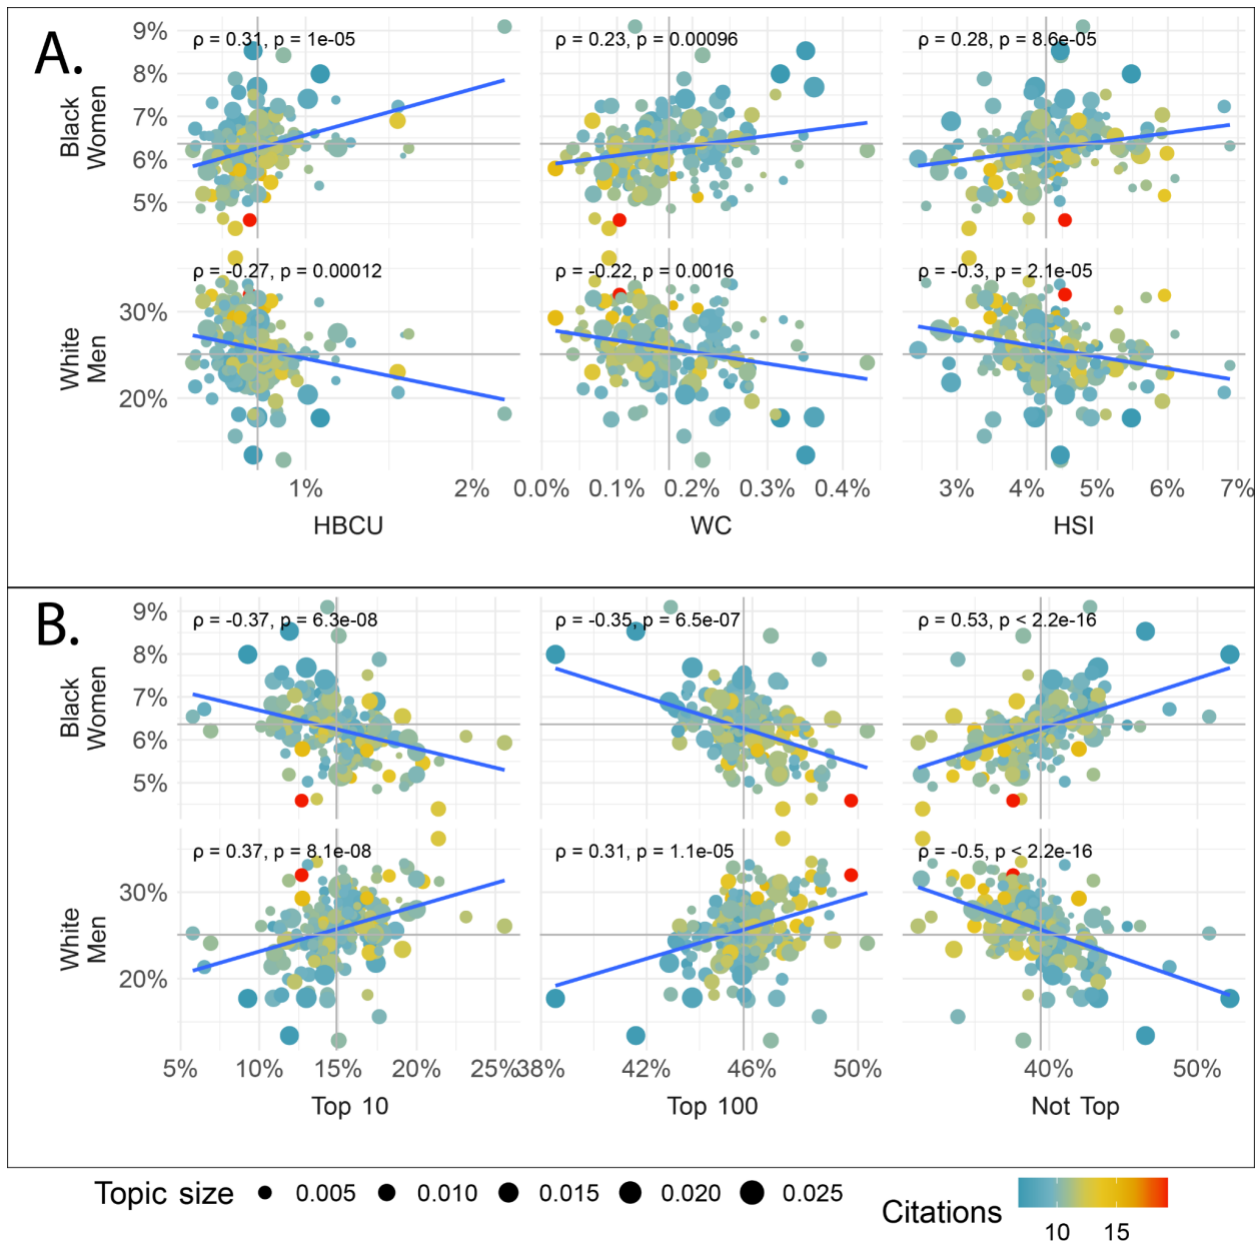 A.
ρ = 0.31, p = 1e-05
ρ = 0.23, p = 0.00096
ρ = 0.28, p = 8.6e-05
9%
8%
7%
6%
5%
Black
Women
ρ = -0.27, p = 0.00012
ρ = -0.22, p = 0.0016
ρ = -0.3, p = 2.1e-05
30%
20%
White
Men
1% 2% 0.0% 0.1% 0.2% 0.3% 0.4% 3% 4% 5% 6% 7%
HBCU WC HSI
B.
ρ = -0.37, p = 6.3e-08
ρ = -0.35, p = 6.5e-07
ρ = 0.53, p < 2.2e-16
9%
8%
7%
6%
5%
Black
Women
ρ = 0.37, p = 8.1e-08
ρ = 0.31, p = 1.1e-05
ρ = -0.5, p < 2.2e-16
30%
20%
White
Men
5% 10% 15% 20% 25% 38% 42% 46% 50% 40% 50%
Top 10 Top 100 Not Top
Topic size 0.005 0.010 0.015 0.020 0.025
Citations
10 15